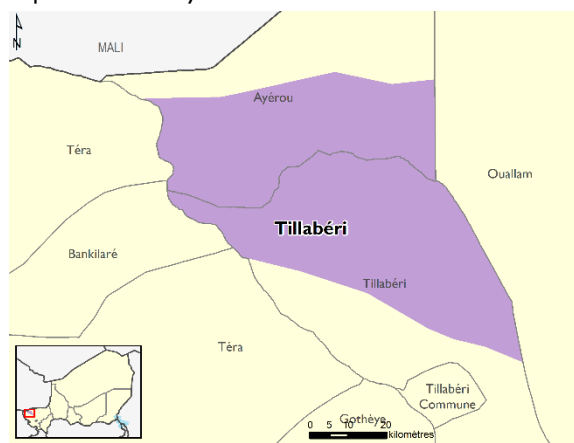 N
MALI
Ayérou
Téra
Ouallam
Tillabéri
Bankilaré
Tillabéri
Téra
Tillabéri
Commune
Gothèye
0 5 10 20
kilomètres